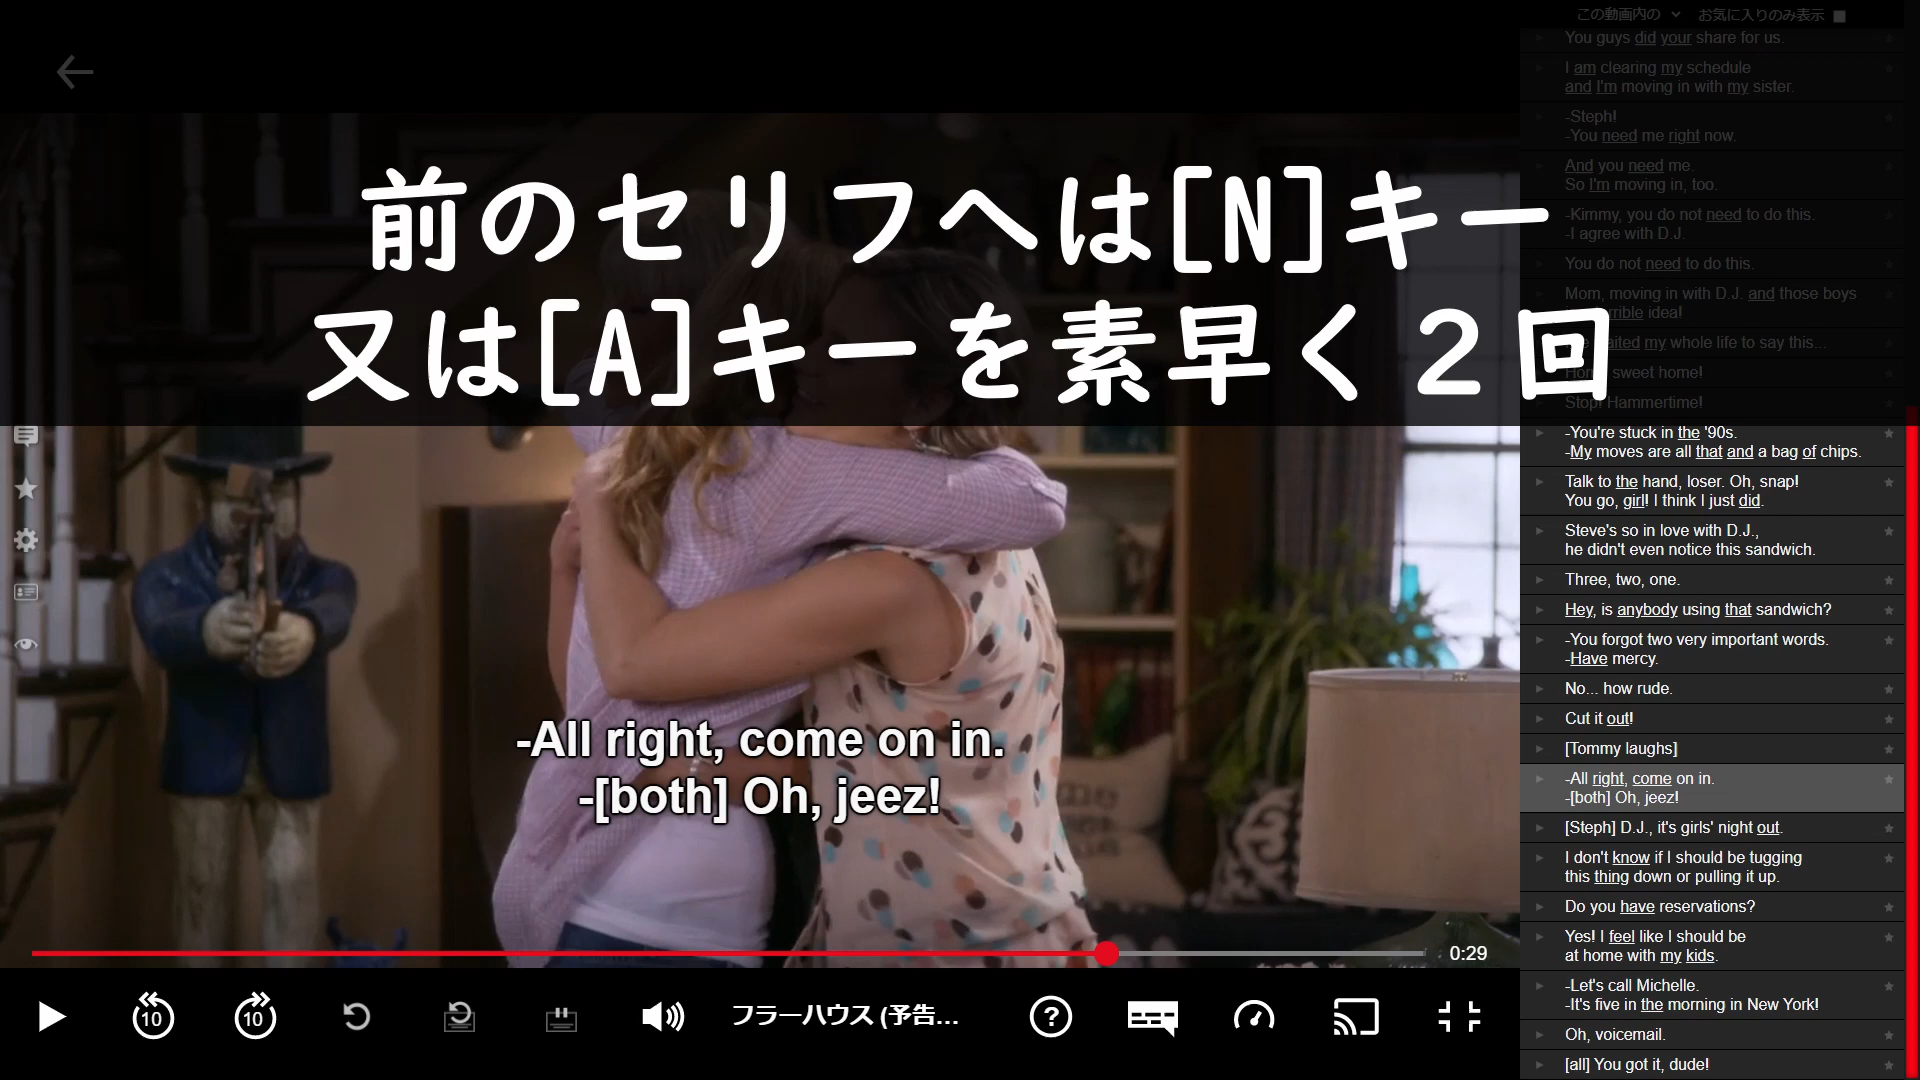 この動画内の お気に入りのみ表示
You guys did your share for us.
I am clearing my schedule
and I'm moving in with my sister.
-Steph!
-You need me right now.
And you need me.
So I'm moving in, too.
-Kimmy, you do not need to do this.
-I agree with D.J.
You do not need to do this.
Mom, moving in with D.J. and those boys
idea!
my whole life to say this...
sweet home!
Stop! Hammertime!
前のセリフへは[N]キー
又は[A]キーを素早く２回
-You're stuck in the '90s.
-My moves are all that and a bag of chips.
Talk to the hand, loser. Oh, snap!
You go, girl! I think I just did.
Steve's so in love with D.J.,
he didn't even notice this sandwich.
Three, two, one.
Hey, is anybody using that sandwich?
-You forgot two very important words.
-Have mercy.
No... how rude.
Cut it out!
[Tommy laughs]
-All right, come on in.
-[both] Oh, jeez!
[Steph] D.J., it's girls' night out.
I don't know if I should be tugging
this thing down or pulling it up.
Do you have reservations?
Yes! I feel like I should be
at home with my kids.
-Let's call Michelle.
-It's five in the morning in New York!
Oh, voicemail.
[all] You got it, dude!
-All right, come on in.
-[both] Oh, jeez!
0:29
10
10
フラーハウス (予告...
?